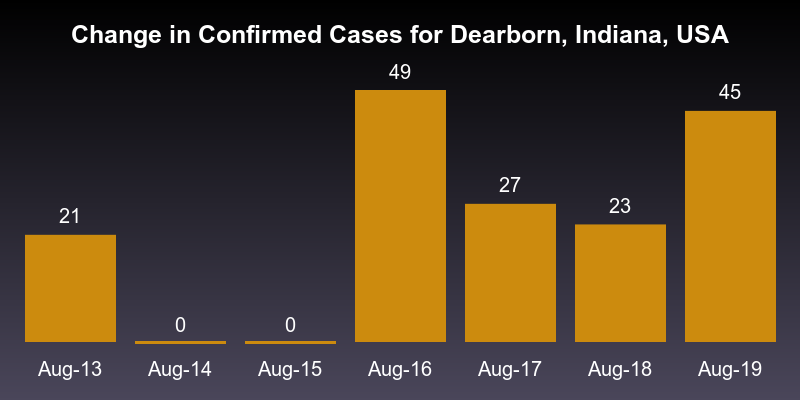 Change in Confirmed Cases for Dearborn, Indiana, USA
49
45
27
23
21
0
0
Aug-13
Aug-14
Aug-15
Aug-16
Aug-17
Aug-18
Aug-19